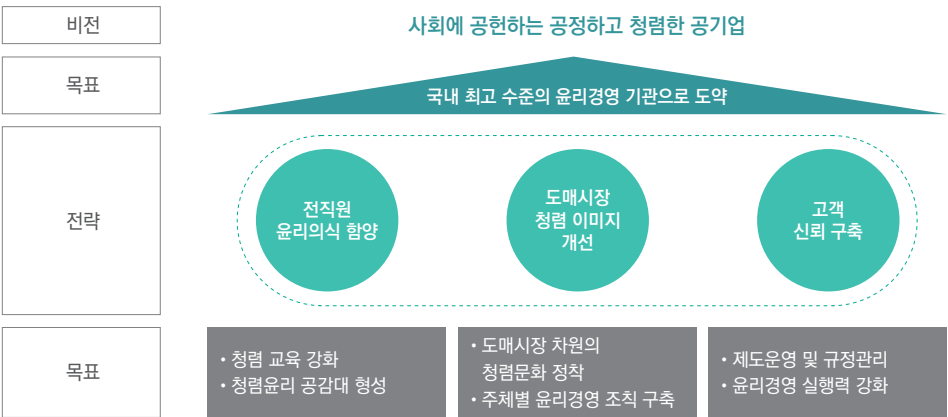 비전
사회에 공헌하는 공정하고 청렴한 공기업
목표
국내 최고 수준의 윤리경영 기관으로 도약
전략
전직원
윤리의식 함양
도매시장
청렴 이미지
개선
고객
신뢰 구축
목표
• 청렴 교육 강화
• 청렴윤리 공감대 형성
• 도매시장 차원의
청렴문화 정착
• 주체별 윤리경영 조직 구축
• 제도운영 및 규정관리
• 윤리경영 실행력 강화